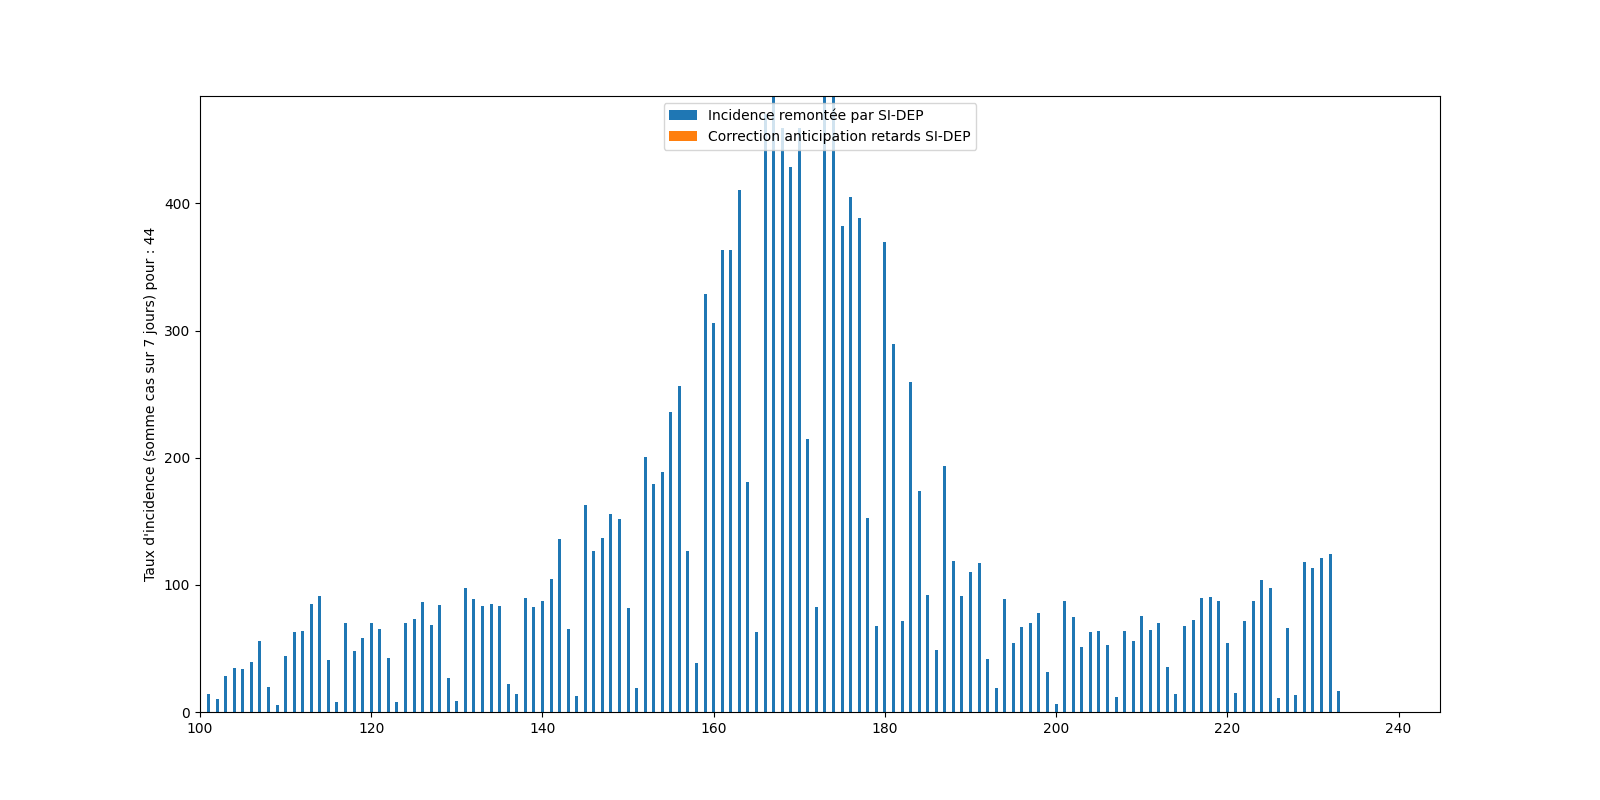 Incidence remontée par SI-DEP
Correction anticipation retards SI-DEP
Taux d'incidence (somme cas sur 7 jours) pour : 44
400
300
200
100
0
100 120 140 160 180 200 220 240